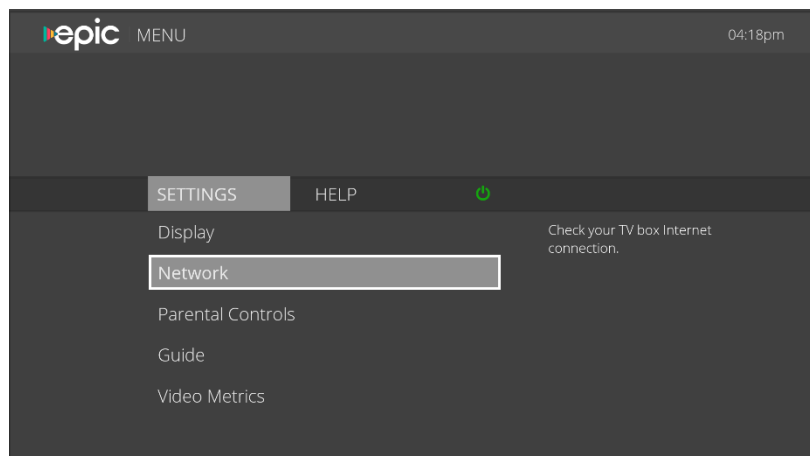 epic MENU 04:18pm
SETTINGS HELP
Display
Check your TV box Internet
connection.
Network
Parental Controls
Guide
Video Metrics